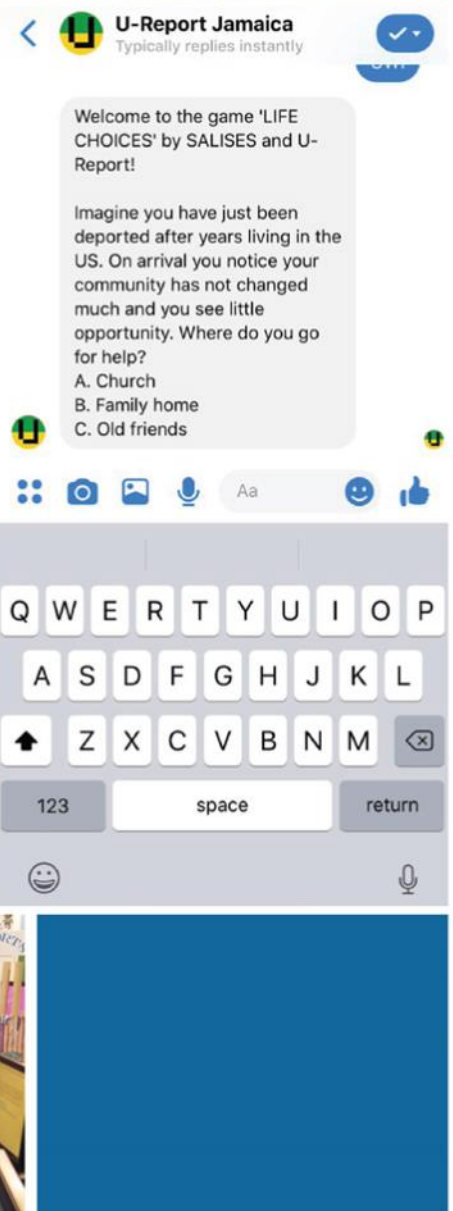 U-Report Jamaica
Typically replies instantly
Welcome to the game 'LIFE
CHOICES' by SALISES and U-
Report!
Imagine you have just been
deported after years living in the
US. On arrival you notice your
community has not changed
much and you see little
opportunity. Where do you go
for help?
A. Church
B. Family home
C. Old friends
Aa
Q W E R T Y U I O P
A S D F G H J K L
Z X C V B N M
123 space return